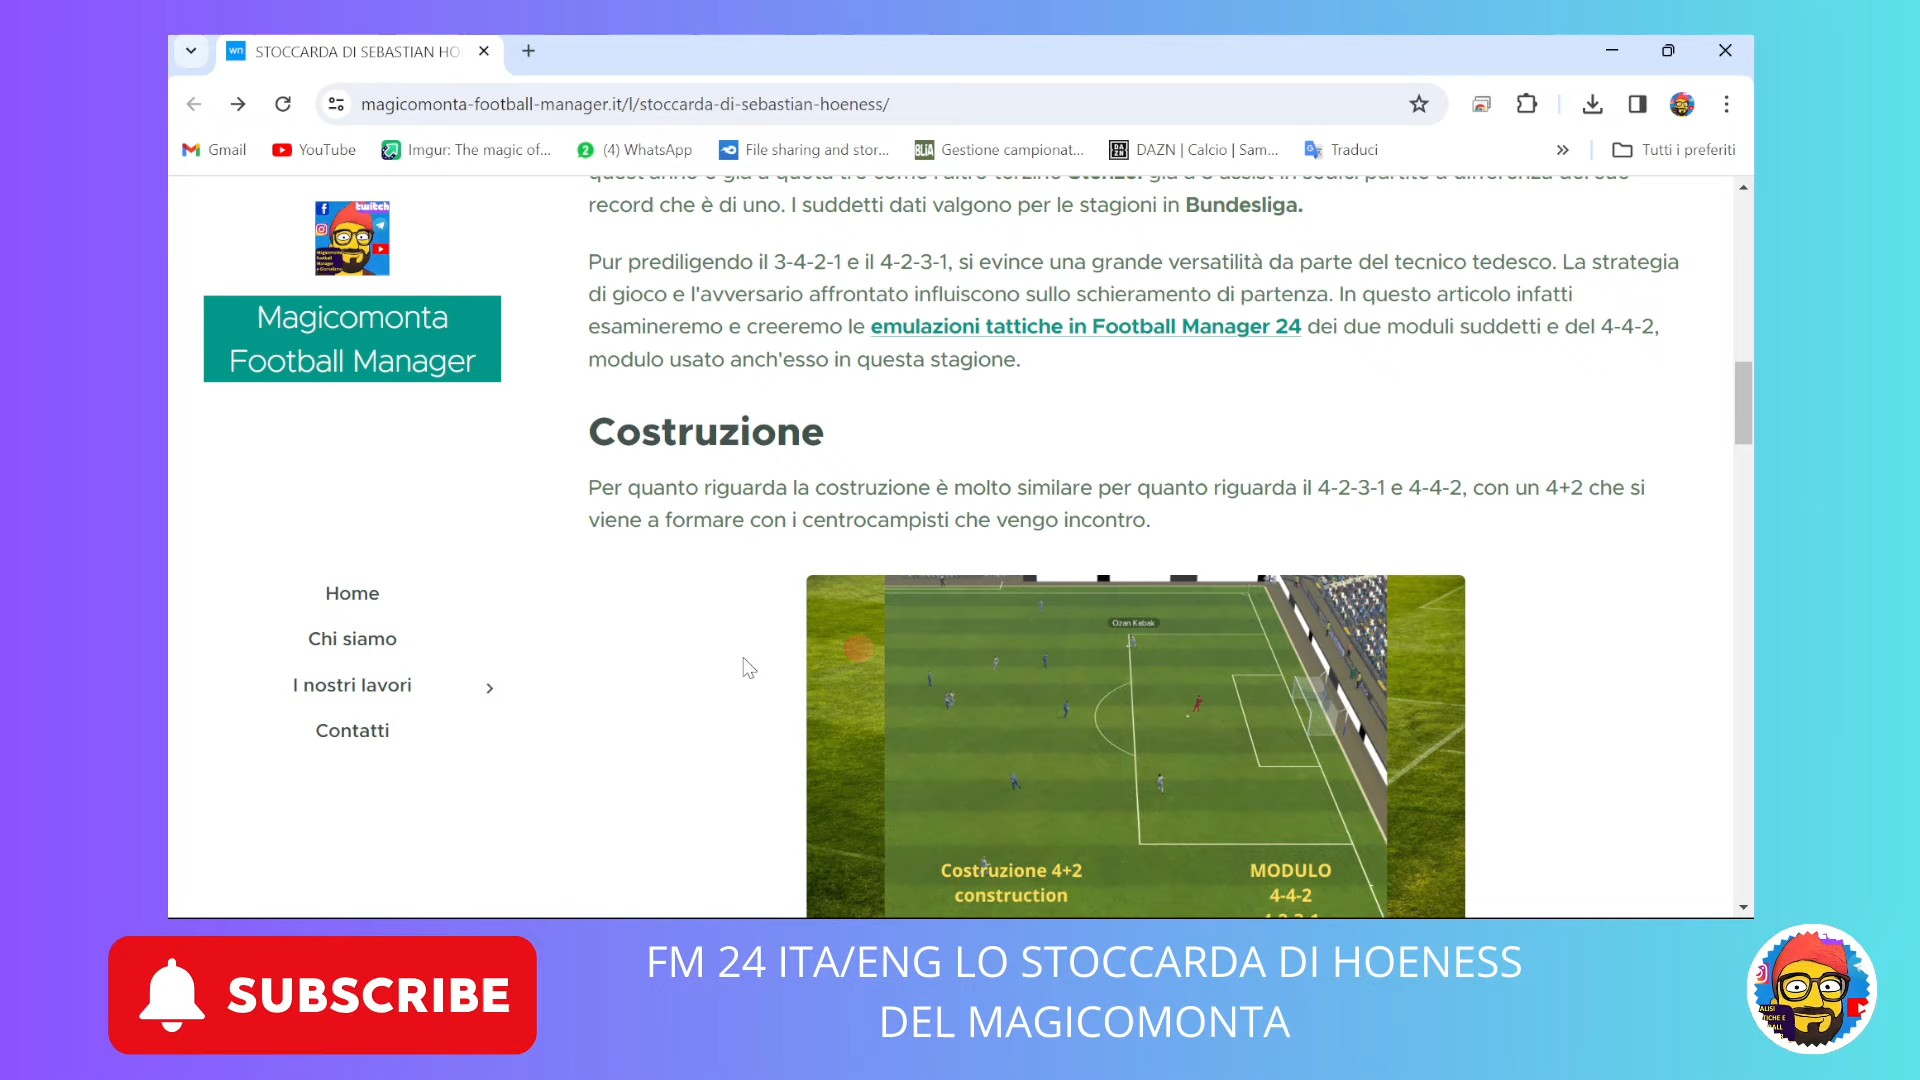 STOCCARDA DI SEBASTIAN HO
magicomonta-football-manager.it/l/stoccarda-di-sebastian-hoeness/
Gmail
YouTube
Imgur: The magic of...
(4) WhatsApp
File sharing and stor...
Gestione campionat...
DAZN | Calcio | Sam...
Traduci
Tutti i preferiti
twitch
Magicomonta
Football Manager
Home
Chi siamo
I nostri lavori
Contatti
record che è di uno. I suddetti dati valgono per le stagioni in Bundesliga.
Pur prediligendo il 3-4-2-1 e il 4-2-3-1, si evince una grande versatilità da parte del tecnico tedesco. La strategia
di gioco e l'avversario affrontato influiscono sullo schieramento di partenza. In questo articolo infatti
esamineremo e creeremo le emulazioni tattiche in Football Manager 24 dei due moduli suddetti e del 4-4-2,
modulo usato anch'esso in questa stagione.
Costruzione
Per quanto riguarda la costruzione è molto similare per quanto riguarda il 4-2-3-1 e 4-4-2, con un 4+2 che si
viene a formare con i centrocampisti che vengo incontro.
Ozan Kabak
Costruzione 4+2
construction
MODULO
4-4-2
SUBSCRIBE
FM 24 ITA/ENG LO STOCCARDA DI HOENESS
DEL MAGICOMONTA